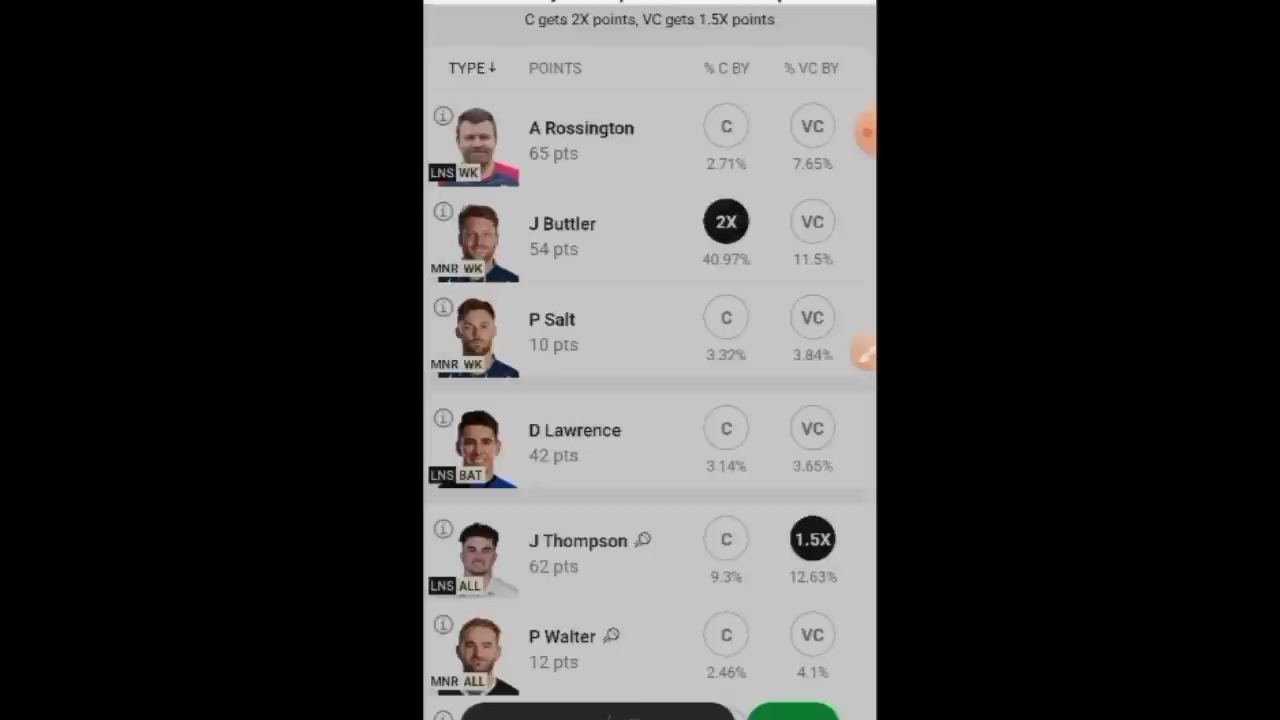 C gets 2X points, VC gets 1.5X points
TYPE↓ POINTS % C BY % VC BY
A Rossington C VC
65 pts 2.71% 7.65%
LNS WK
J Buttler 2X VC
54 pts 40.97% 11.5%
MNR WK
P Salt C VC
10 pts 3.32% 3.84%
MNR WK
D Lawrence C VC
42 pts 3.14% 3.65%
LNS BAT
J Thompson C 1.5X
62 pts 9.3% 12.63%
LNS ALL
P Walter C VC
12 pts 2.46% 4.1%
MNR ALL